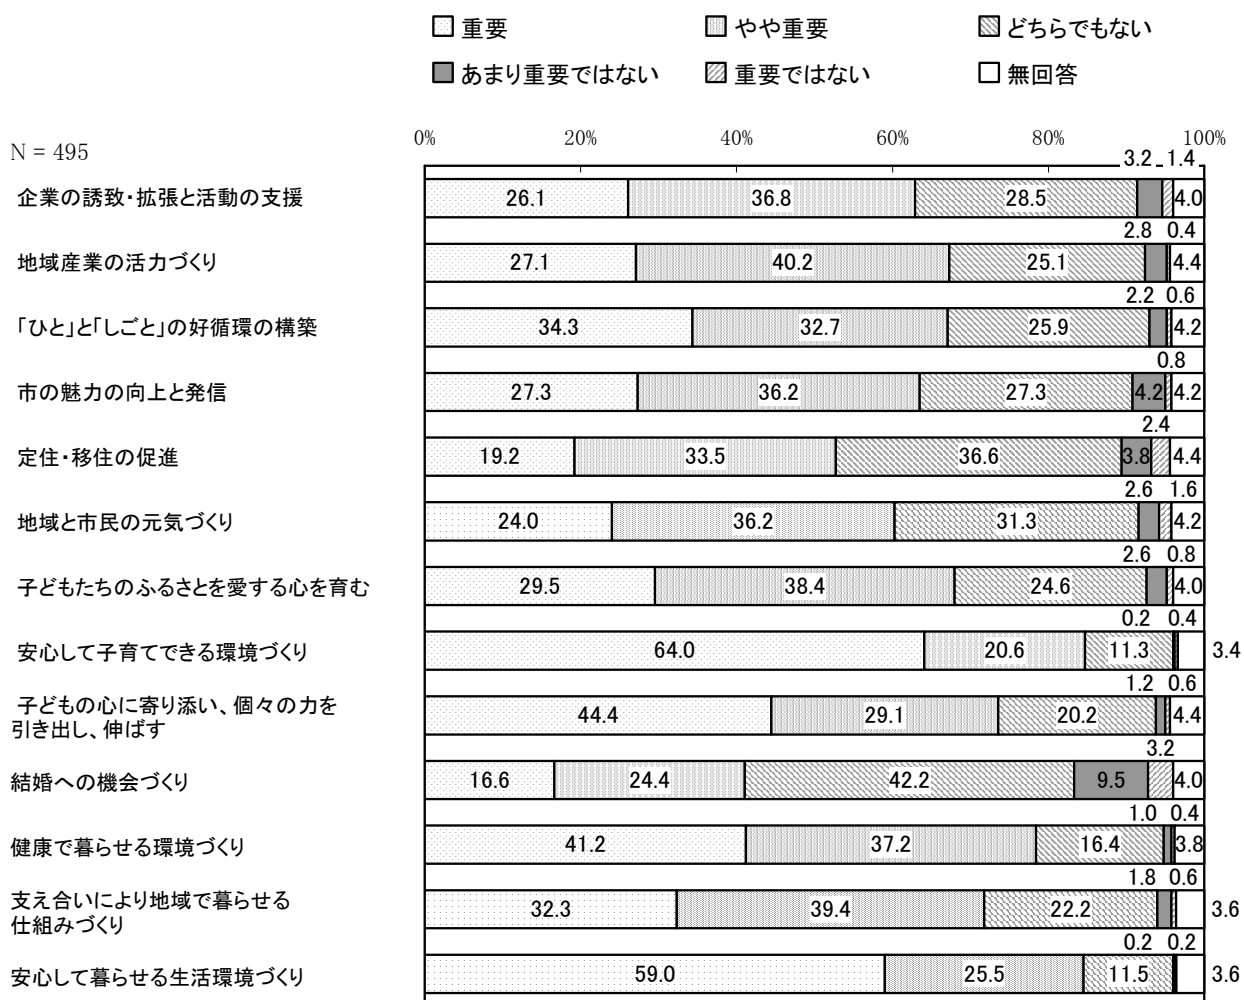 重要 やや重要 どちらでもない
あまり重要ではない 重要ではない 無回答
N = 495
0% 20% 40% 60% 80% 100%
3.2 1.4
企業の誘致・拡張と活動の支援 26.1 36.8 28.5 4.0
2.8 0.4
地域産業の活力づくり 27.1 40.2 25.1 4.4
2.2 0.6
「ひと」と「しごと」の好循環の構築 34.3 32.7 25.9 4.2
0.8
市の魅力の向上と発信 27.3 36.2 27.3 4.2 4.2
2.4
定住・移住の促進 19.2 33.5 36.6 3.8 4.4
2.6 1.6
地域と市民の元気づくり 24.0 36.2 31.3 4.2
2.6 0.8
子どもたちのふるさとを愛する心を育む 29.5 38.4 24.6 4.0
0.2 0.4
安心して子育てできる環境づくり 64.0 20.6 11.3 3.4
1.2 0.6
子どもの心に寄り添い、個々の力を
引き出し、伸ばす 44.4 29.1 20.2 4.4
3.2
結婚への機会づくり 16.6 24.4 42.2 9.5 4.0
1.0 0.4
健康で暮らせる環境づくり 41.2 37.2 16.4 3.8
1.8 0.6
支え合いにより地域で暮らせる
仕組みづくり 32.3 39.4 22.2 3.6
0.2 0.2
安心して暮らせる生活環境づくり 59.0 25.5 11.5 3.6